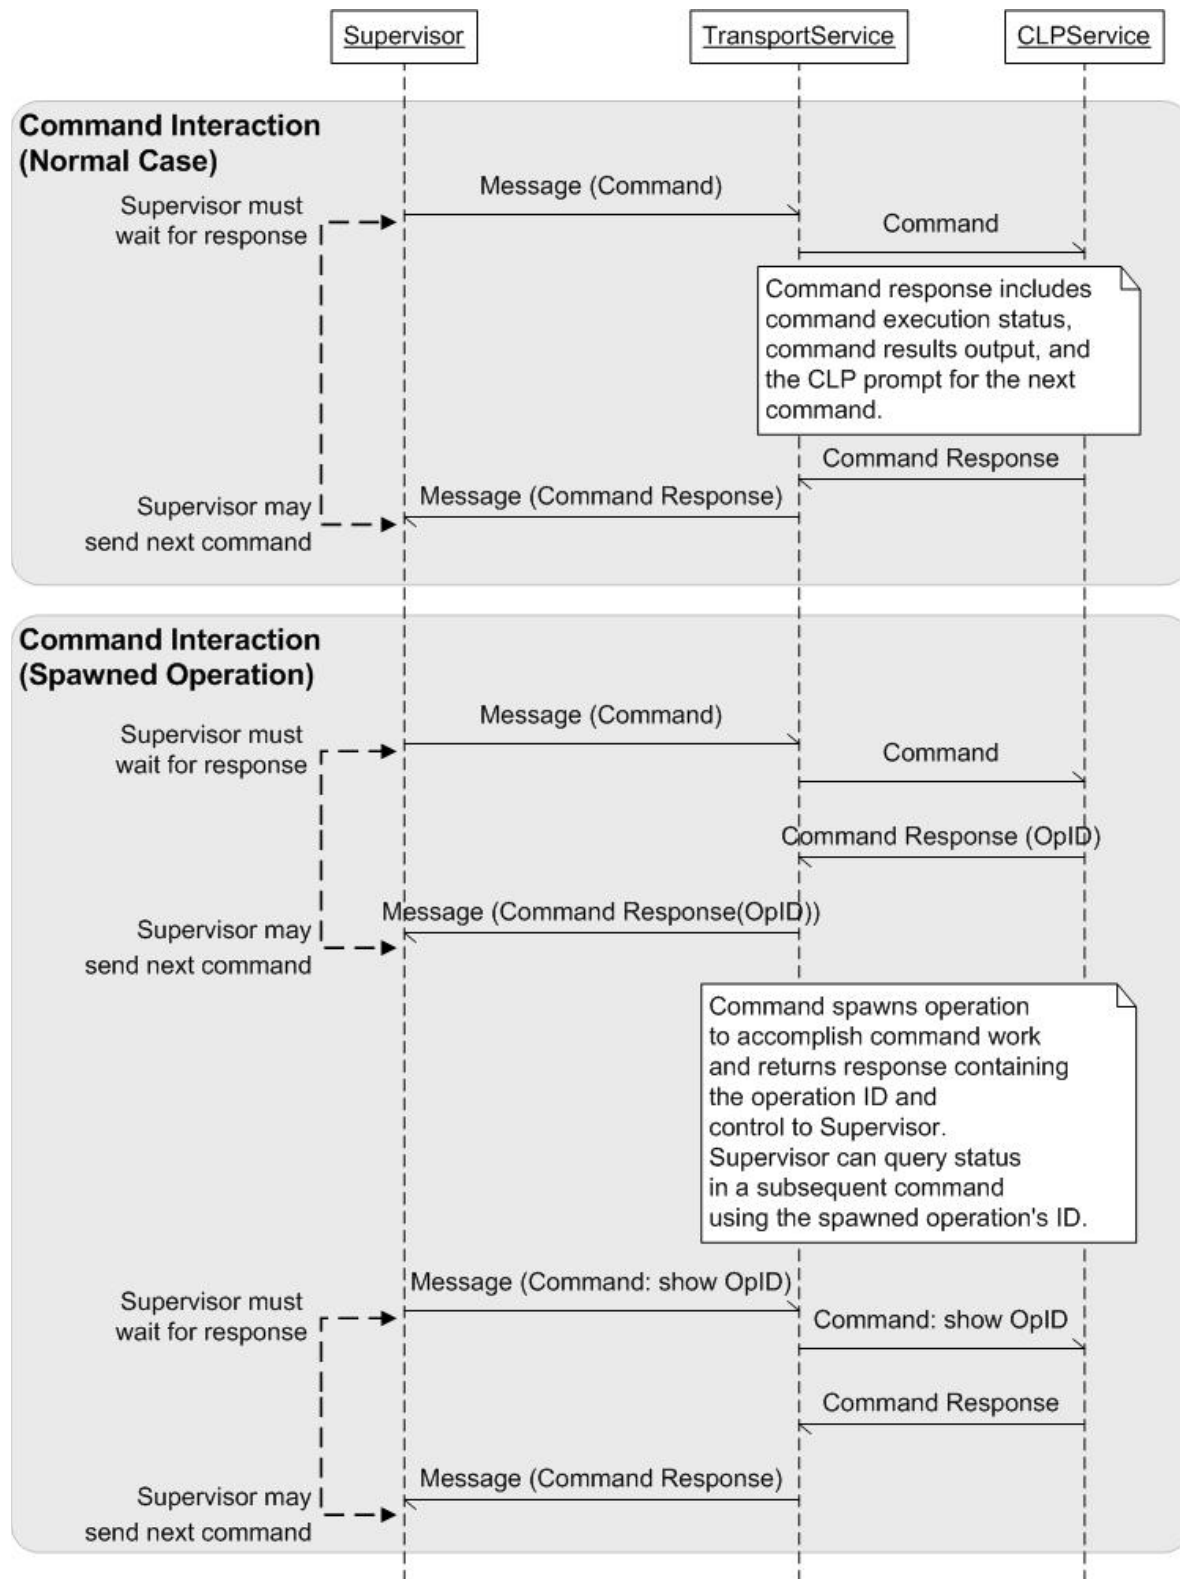 Supervisor
TransportService
CLPService
Command Interaction
(Normal Case)
Message (Command)
Supervisor must
wait for response
Command
Command response includes
command execution status,
command results output, and
the CLP prompt for the next
command.
Command Response
Message (Command Response)
Supervisor may
send next command
Command Interaction
(Spawned Operation)
Message (Command)
Supervisor must
wait for response
Command
Command Response (OpID)
Message (Command Response(OpID))
Supervisor may
send next command
Command spawns operation
to accomplish command work
and returns response containing
the operation ID and
control to Supervisor.
Supervisor can query status
in a subsequent command
using the spawned operation's ID.
Message (Command: show OpID)
Supervisor must
wait for response
Command: show OpID
Command Response
Message (Command Response)
Supervisor may
send next command